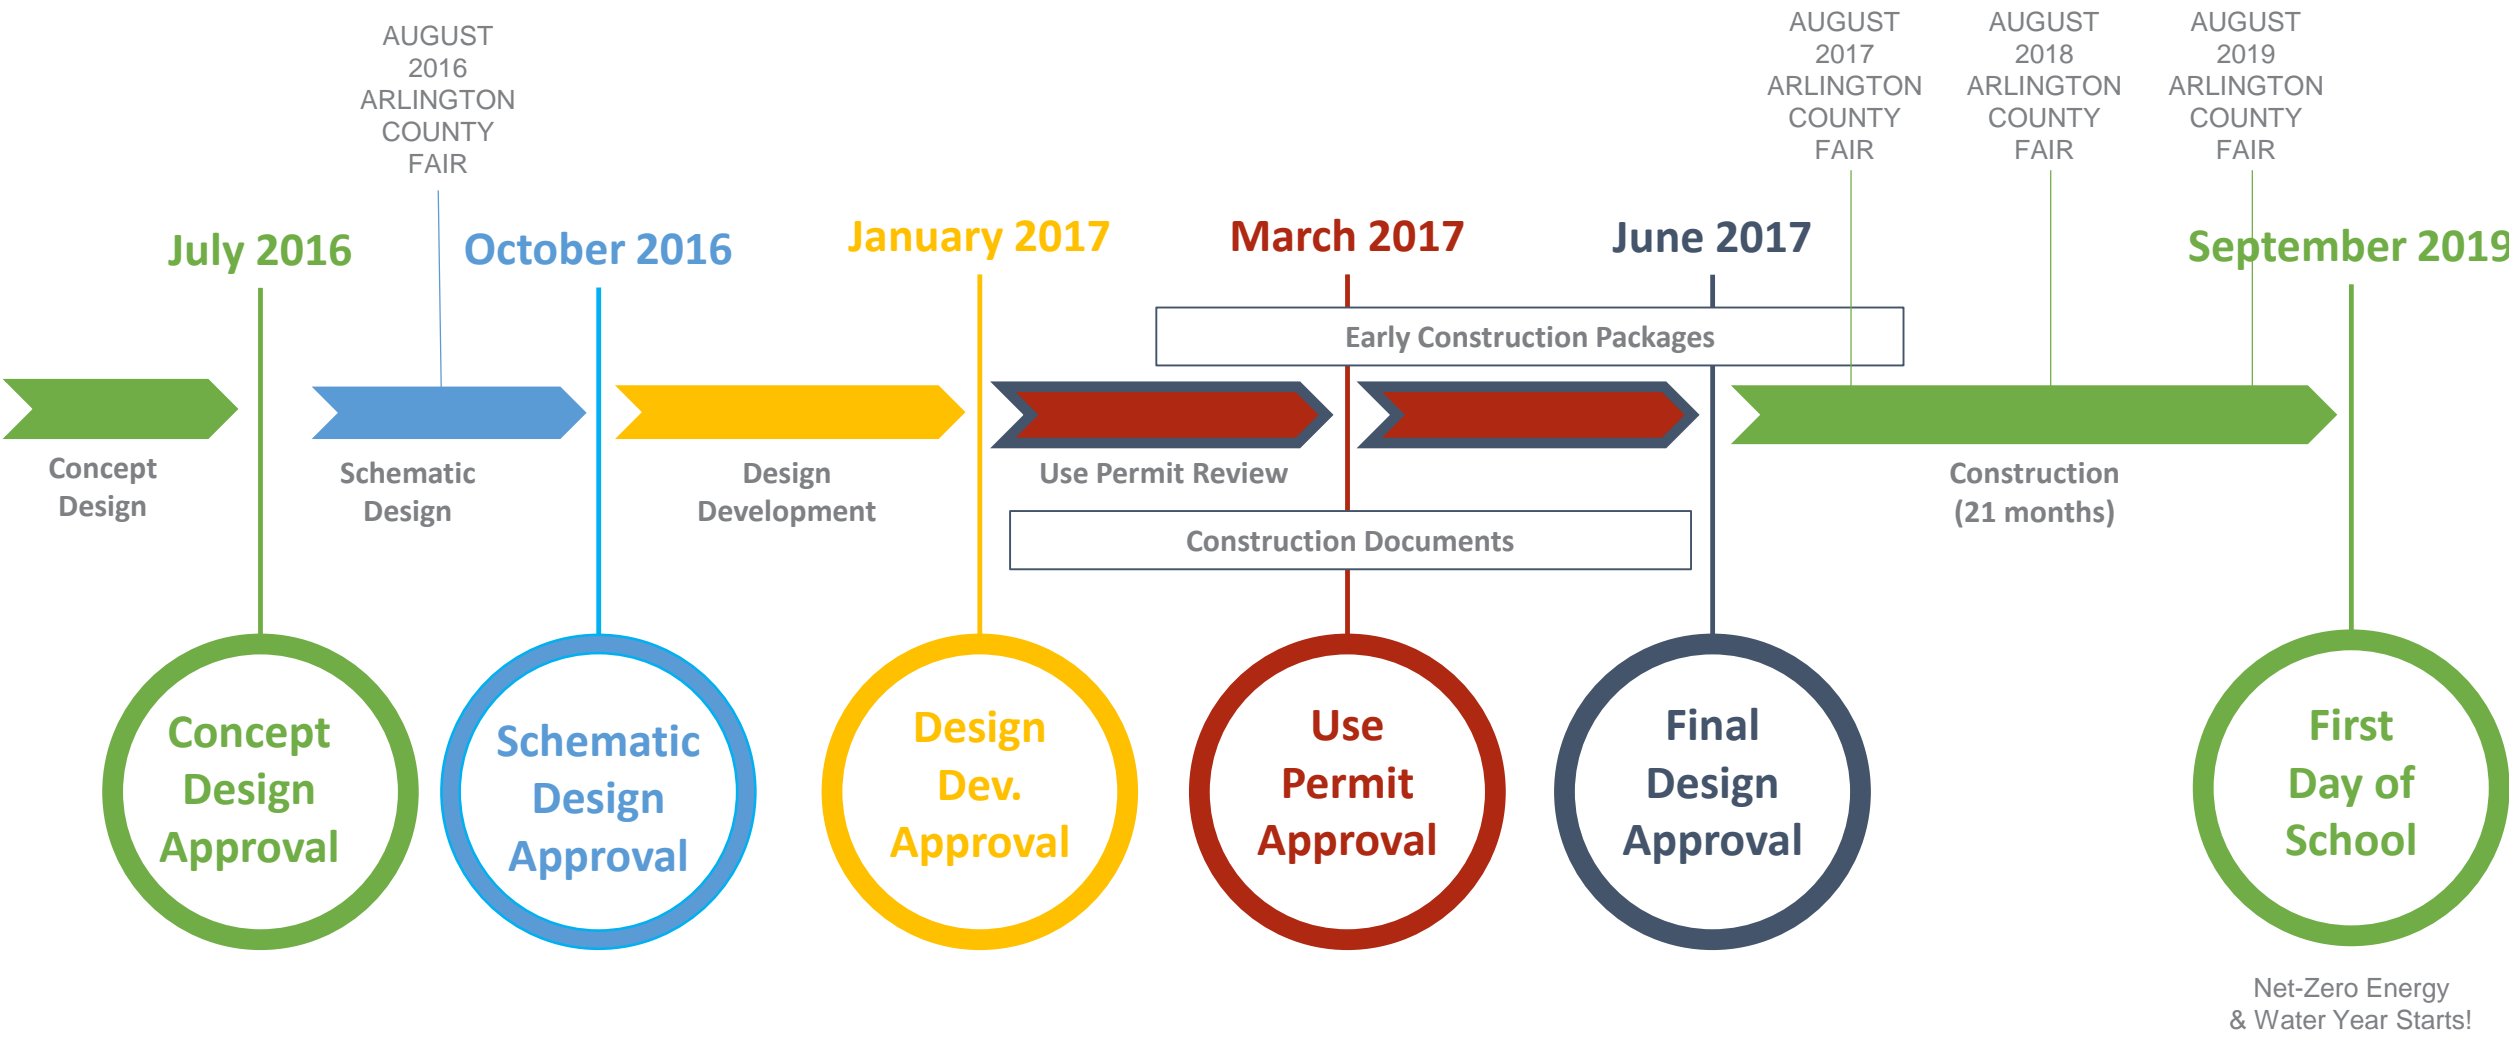 AUGUST
2016
ARLINGTON
COUNTY
FAIR
AUGUST
2017
ARLINGTON
COUNTY
FAIR
AUGUST
2018
ARLINGTON
COUNTY
FAIR
AUGUST
2019
ARLINGTON
COUNTY
FAIR
July 2016
October 2016
January 2017
March 2017
June 2017
September 2019
Early Construction Packages
Concept
Design
Schematic
Design
Design
Development
Use Permit Review
Construction
(21 months)
Construction Documents
Concept
Design
Approval
Schematic
Design
Approval
Design
Dev.
Approval
Use
Permit
Approval
Final
Design
Approval
First
Day of
School
Net-Zero Energy
& Water Year Starts!